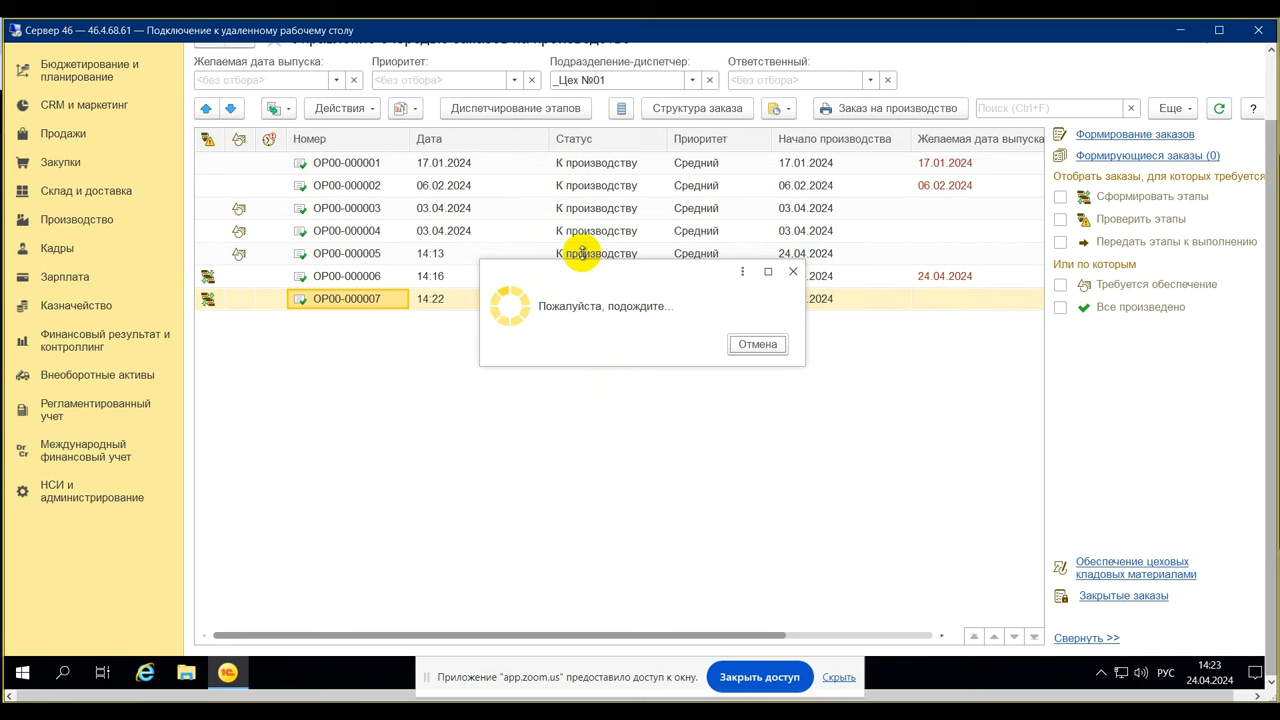 Сервер 46 — 46.4.68.61 — Подключение к удаленному рабочему столу
Бюджетирование и
планирование
CRM и маркетинг
Продажи
Закупки
Склад и доставка
Производство
Кадры
Зарплата
Казначейство
Финансовый результат и
контроллинг
Внеоборотные активы
Регламентированный
учет
Международный
финансовый учет
НСИ и
администрирование
Желаемая дата выпуска: Приоритет: Подразделение-диспетчер: Ответственный:
<без отбора> <без отбора> _Цех №01 <без отбора>
Действия Диспетчирование этапов Структура заказа Заказ на производство Поиск (Ctrl+F) Еще ?
Номер Дата Статус Приоритет Начало производства Желаемая дата выпуска
ОР00-000001 17.01.2024 К производству Средний 17.01.2024 17.01.2024
ОР00-000002 06.02.2024 К производству Средний 06.02.2024 06.02.2024
ОР00-000003 03.04.2024 К производству Средний 03.04.2024
ОР00-000004 03.04.2024 К производству Средний 03.04.2024
ОР00-000005 14:13 К производству Средний 24.04.2024
ОР00-000006 14:16 .2024 24.04.2024
ОР00-000007 14:22 .2024
Пожалуйста, подождите...
Отмена
Формирование заказов
Формирующиеся заказы (0)
Отобрать заказы, для которых требуется
Сформировать этапы
Проверить этапы
Передать этапы к выполнению
Или по которым
Требуется обеспечение
Все произведено
Обеспечение цеховых
кладовых материалами
Закрытые заказы
Свернуть >>
Приложение "app.zoom.us" предоставило доступ к окну. Закрыть доступ Скрыть
РУС
14:23
24.04.2024